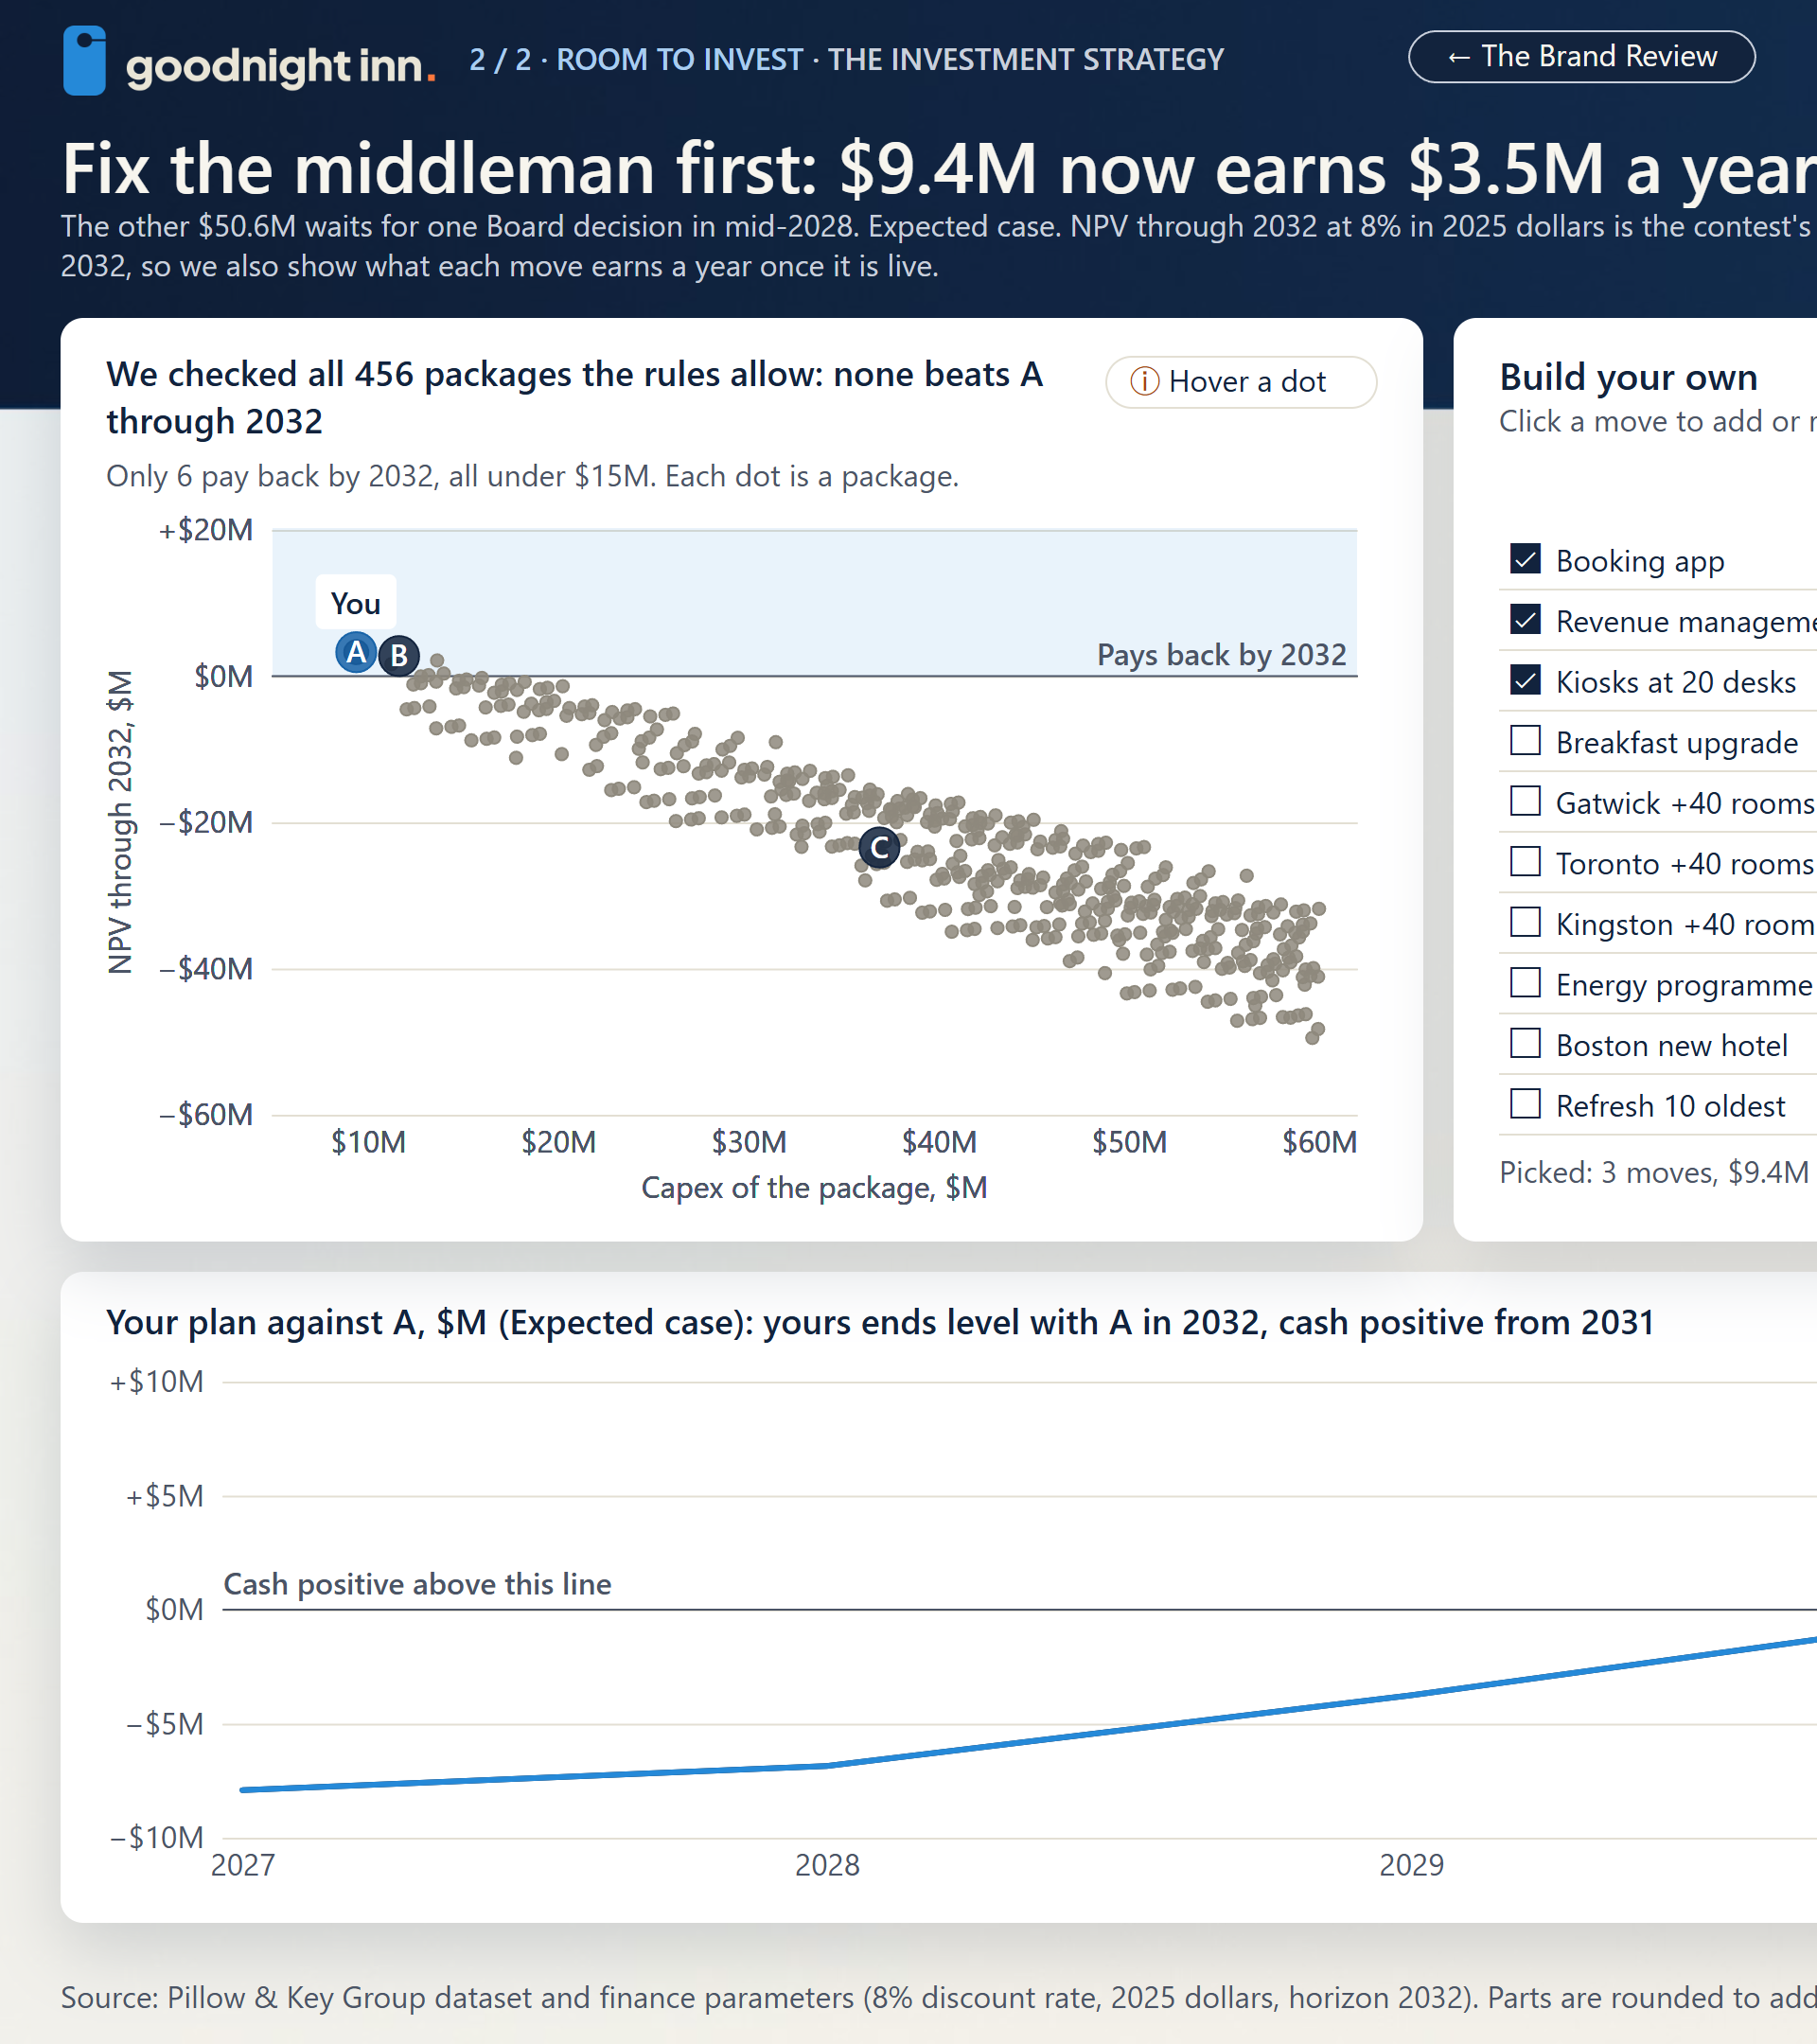 goodnight inn.
2 / 2 · ROOM TO INVEST · THE INVESTMENT STRATEGY
← The Brand Review
Fix the middleman first: $9.4M now earns $3.5M a year
The other $50.6M waits for one Board decision in mid-2028. Expected case. NPV through 2032 at 8% in 2025 dollars is the contest's
2032, so we also show what each move earns a year once it is live.
We checked all 456 packages the rules allow: none beats A
through 2032
ⓘ Hover a dot
Only 6 pay back by 2032, all under $15M. Each dot is a package.
NPV through 2032, $M
+$20M
$0M
−$20M
−$40M
−$60M
You
A
B
C
Pays back by 2032
$10M
$20M
$30M
$40M
$50M
$60M
Capex of the package, $M
Build your own
Click a move to add or
Booking app
Revenue manageme
Kiosks at 20 desks
Breakfast upgrade
Gatwick +40 rooms
Toronto +40 rooms
Kingston +40 room
Energy programme
Boston new hotel
Refresh 10 oldest
Picked: 3 moves, $9.4M
Your plan against A, $M (Expected case): yours ends level with A in 2032, cash positive from 2031
+$10M
+$5M
Cash positive above this line
$0M
−$5M
−$10M
2027
2028
2029
Source: Pillow & Key Group dataset and finance parameters (8% discount rate, 2025 dollars, horizon 2032). Parts are rounded to add